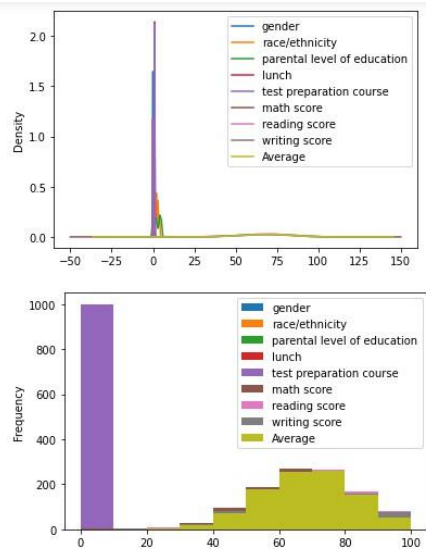 2.0
1.5
1.0
0.5
0.0
Density
gender
race/ethnicity
parental level of education
lunch
test preparation course
math score
reading score
writing score
Average
−50 −25 0 25 50 75 100 125 150
1000
800
600
400
200
0
Frequency
gender
race/ethnicity
parental level of education
lunch
test preparation course
math score
reading score
writing score
Average
0 20 40 60 80 100